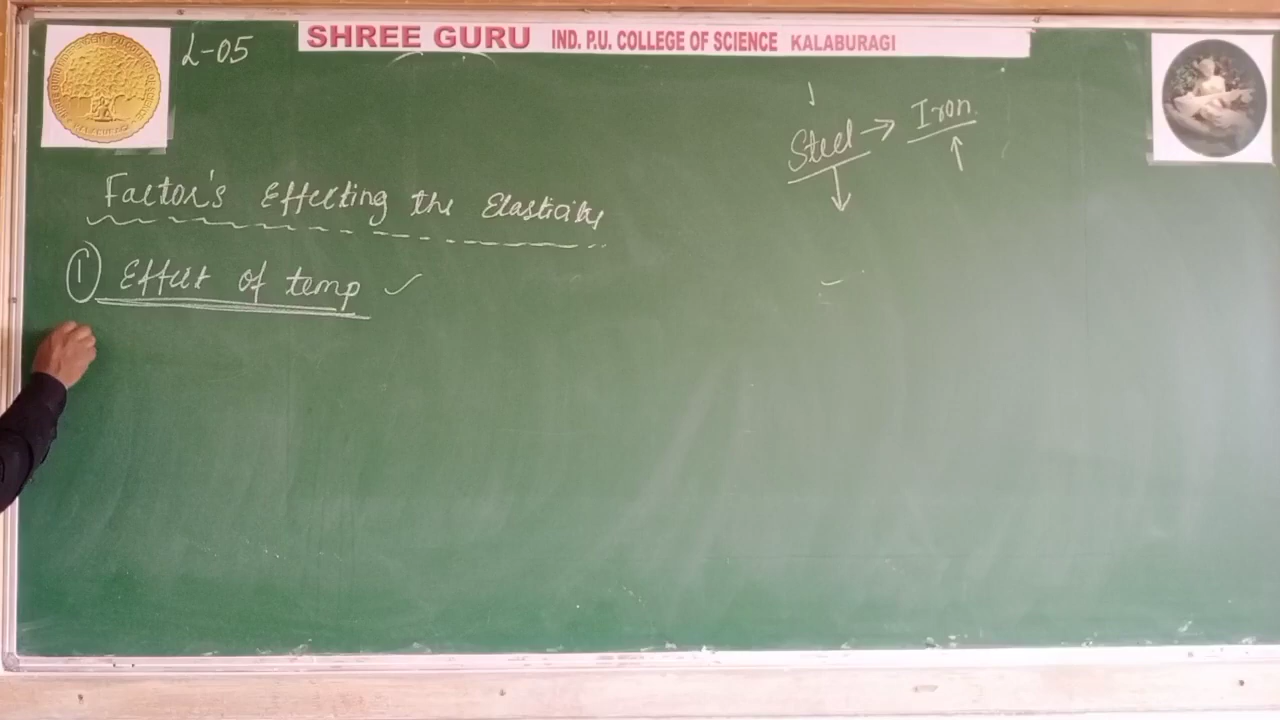 SHREE GURU IND. P.U. COLLEGE OF SCIENCE KALABURAGI
L-05
Steel → Iron
Factor's Effecting the Elasticity
① Effect of temp ✓